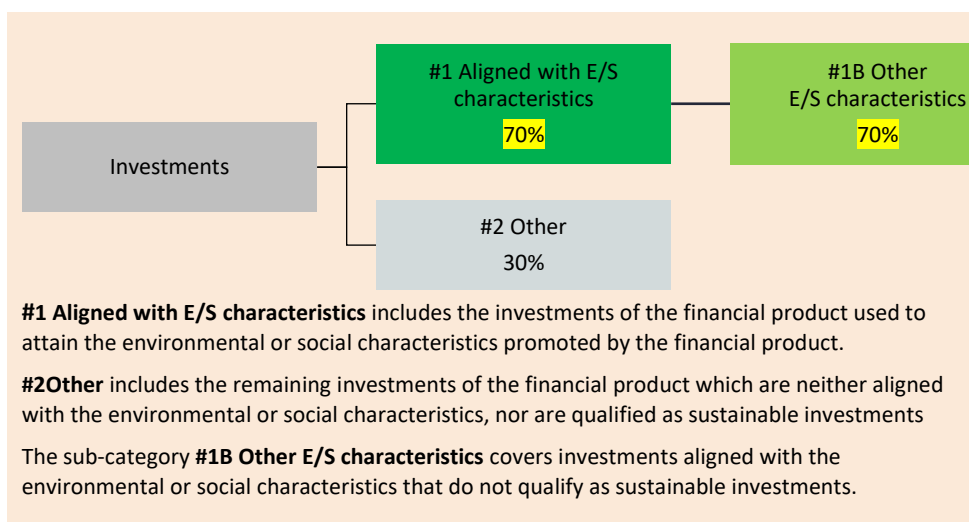 #1 Aligned with E/S
characteristics
70%
#1B Other
E/S characteristics
70%
Investments
#2 Other
30%
#1 Aligned with E/S characteristics includes the investments of the financial product used to
attain the environmental or social characteristics promoted by the financial product.
#2Other includes the remaining investments of the financial product which are neither aligned
with the environmental or social characteristics, nor are qualified as sustainable investments
The sub-category #1B Other E/S characteristics covers investments aligned with the
environmental or social characteristics that do not qualify as sustainable investments.